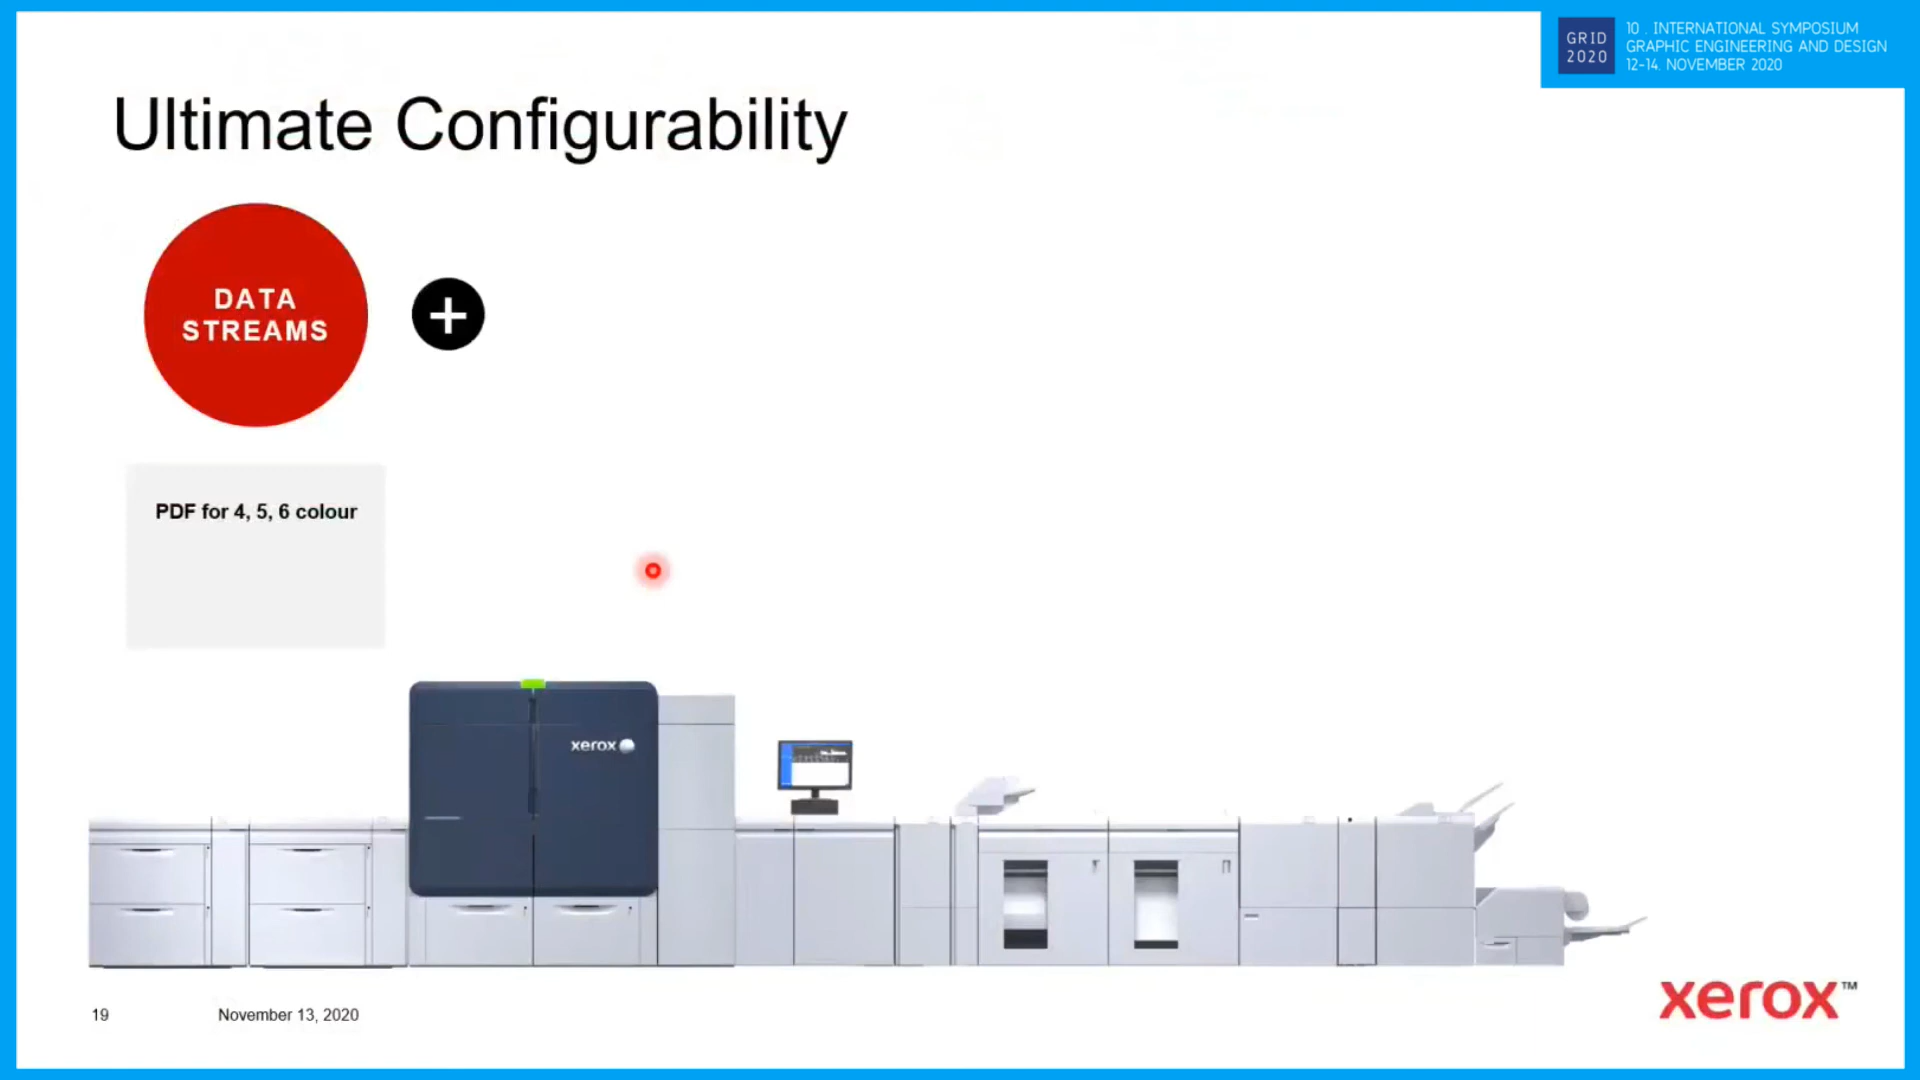 GRID
2020
10 . INTERNATIONAL SYMPOSIUM
GRAPHIC ENGINEERING AND DESIGN
12-14. NOVEMBER 2020
Ultimate Configurability
DATA
STREAMS
PDF for 4, 5, 6 colour
xerox
19
November 13, 2020
xerox™